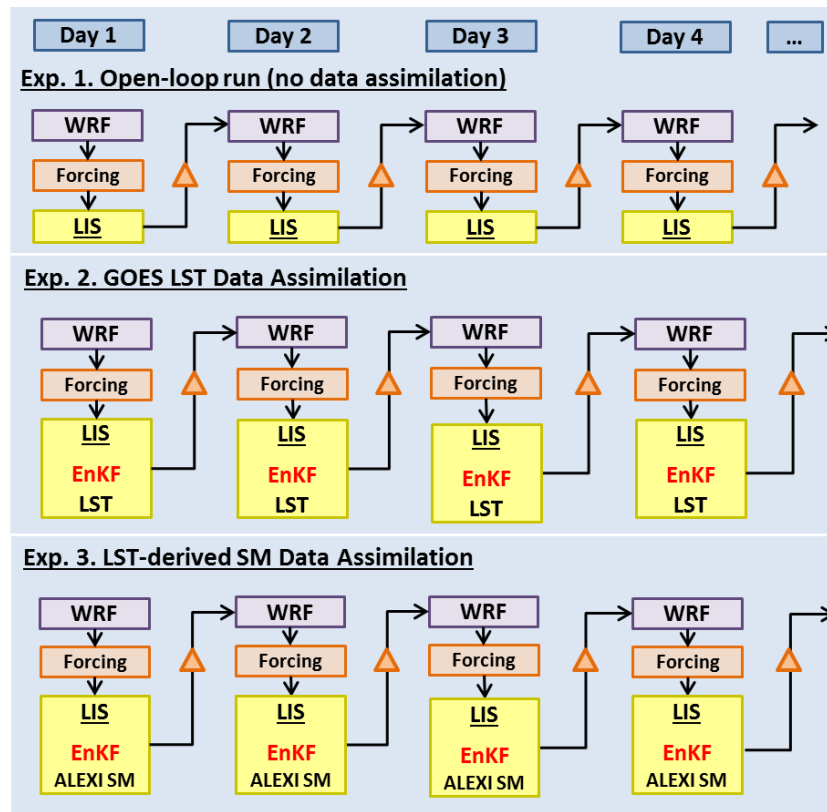 Day 1 Day 2 Day 3 Day 4 ...
Exp. 1. Open-loop run (no data assimilation)
WRF WRF WRF WRF
Forcing Forcing Forcing Forcing
LIS LIS LIS LIS
Exp. 2. GOES LST Data Assimilation
WRF WRF WRF WRF
Forcing Forcing Forcing Forcing
LIS LIS LIS LIS
EnKF EnKF EnKF EnKF
LST LST LST LST
Exp. 3. LST-derived SM Data Assimilation
WRF WRF WRF WRF
Forcing Forcing Forcing Forcing
LIS LIS LIS LIS
EnKF EnKF EnKF EnKF
ALEXI SM ALEXI SM ALEXI SM ALEXI SM